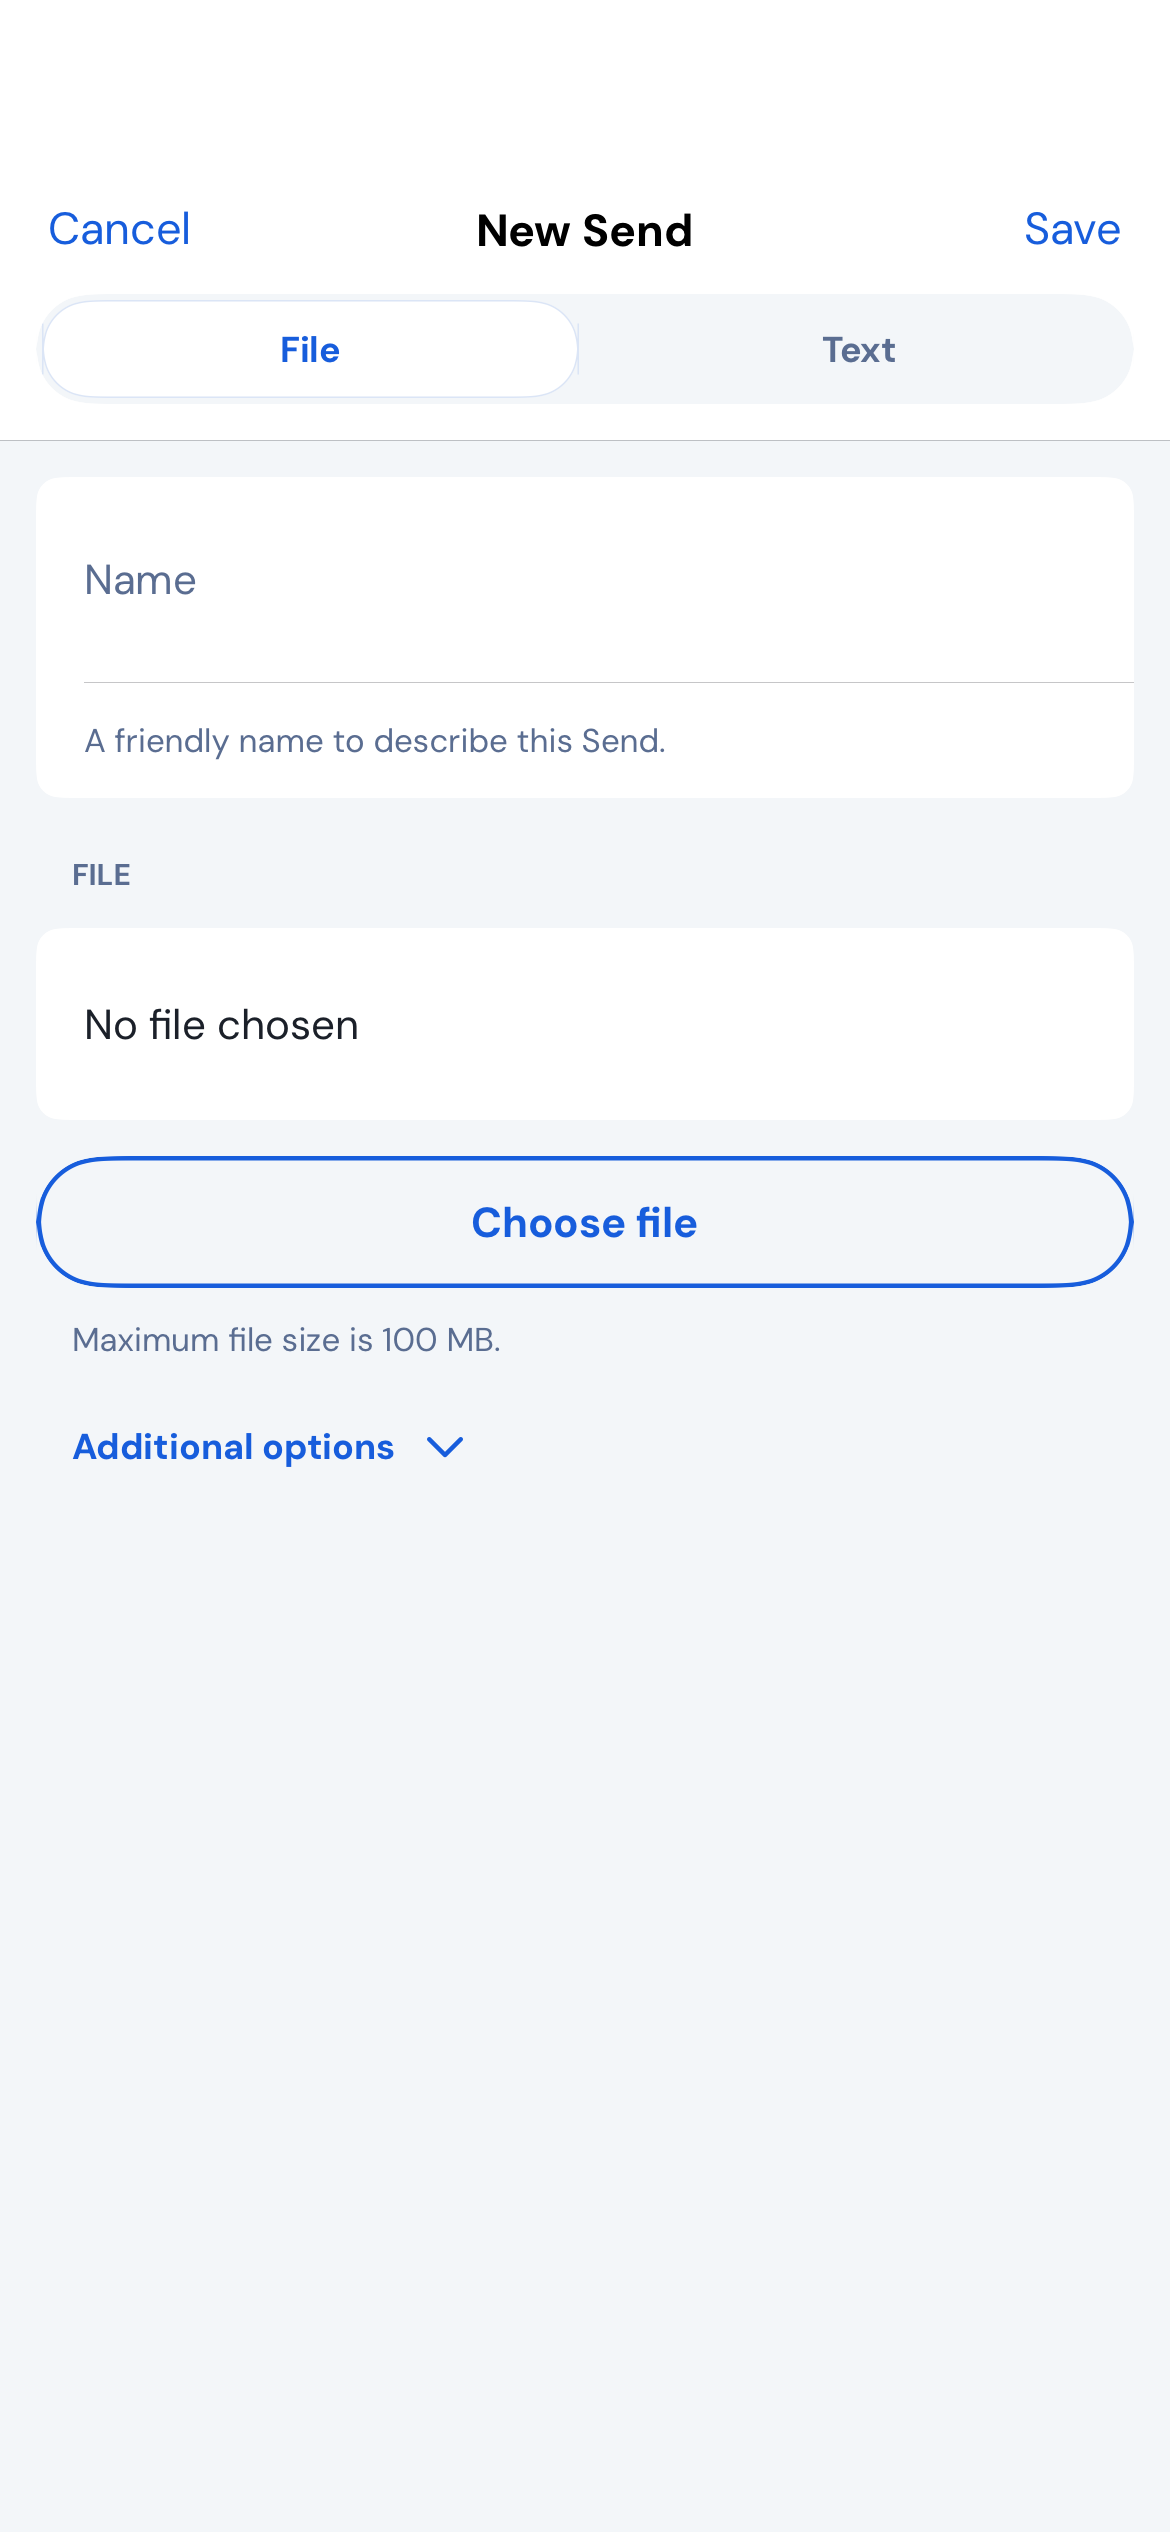 Cancel New Send Save
File Text
Name
A friendly name to describe this Send.
FILE
No file chosen
Choose file
Maximum file size is 100 MB.
Additional options